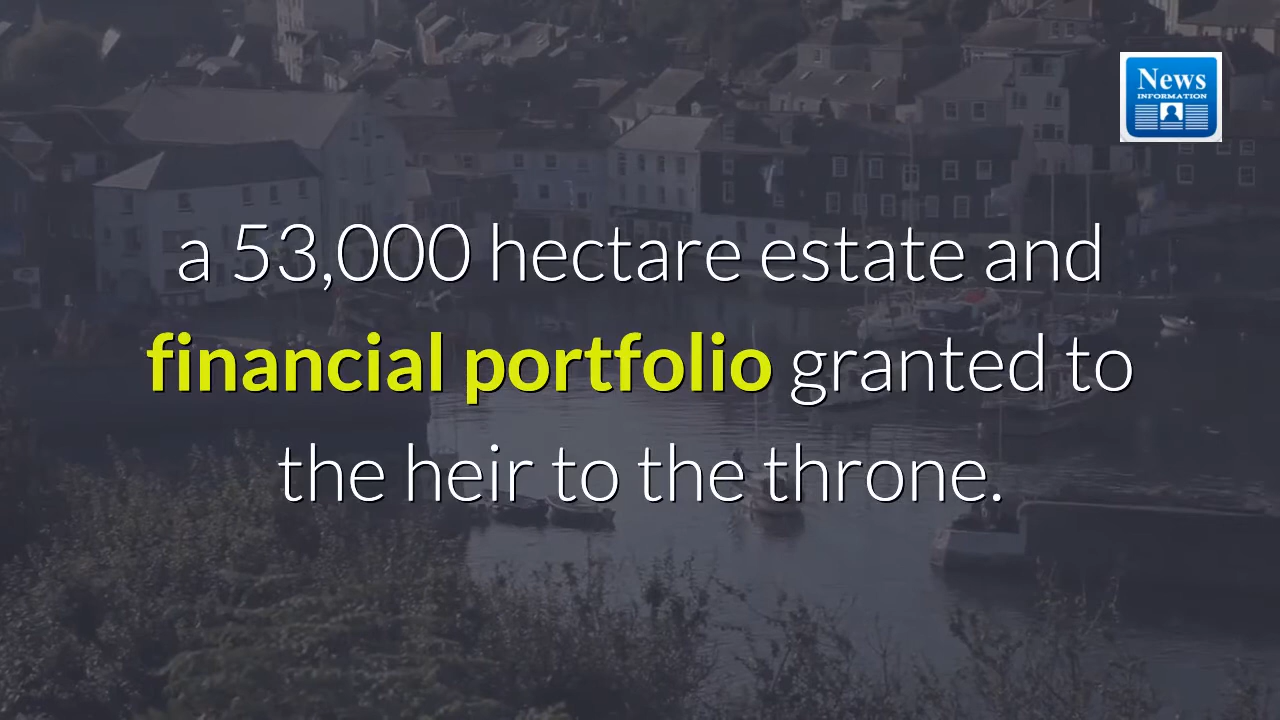 News
INFORMATION
a 53,000 hectare estate and
financial portfolio granted to
the heir to the throne.